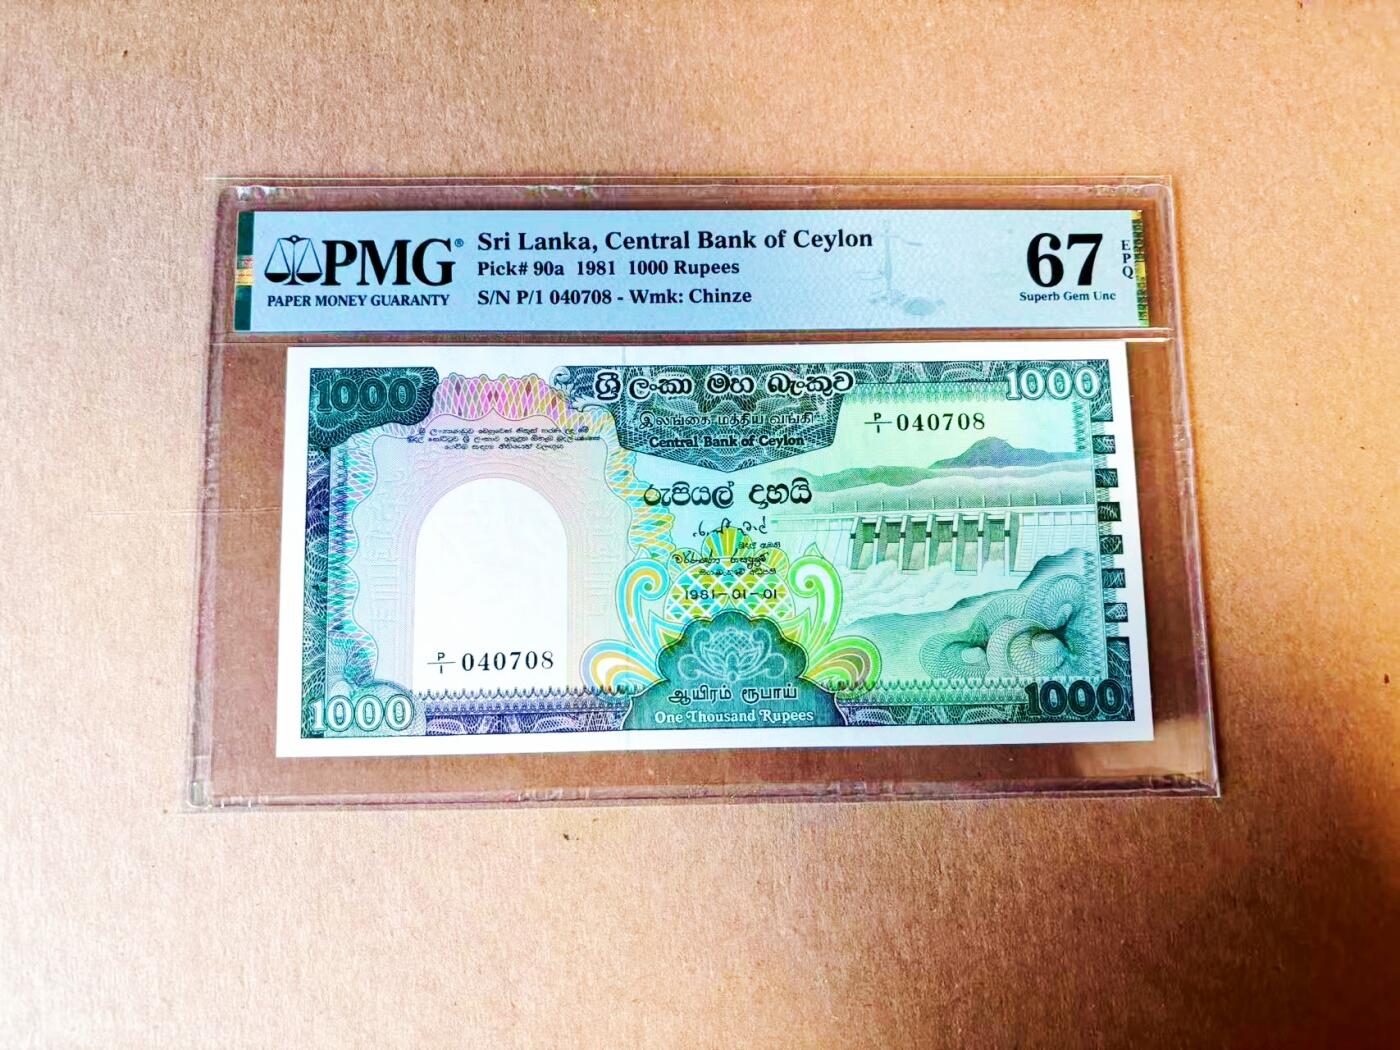 PMG®
PAPER MONEY GUARANTY
Sri Lanka, Central Bank of Ceylon
Pick# 90a 1981 1000 Rupees
S/N P/1 040708 - Wmk: Chinze
67
Superb Gem Unc
EPQ
1000
ශ්‍රී ලංකා මහ බැංකුව
1000
இலங்கை மத்திய வங்கி
Central Bank of Ceylon
P/1 040708
රුපියල් දාහයි
1981-01-01
P/1 040708
ஆயிரம் ரூபாய்
One Thousand Rupees
1000
1000